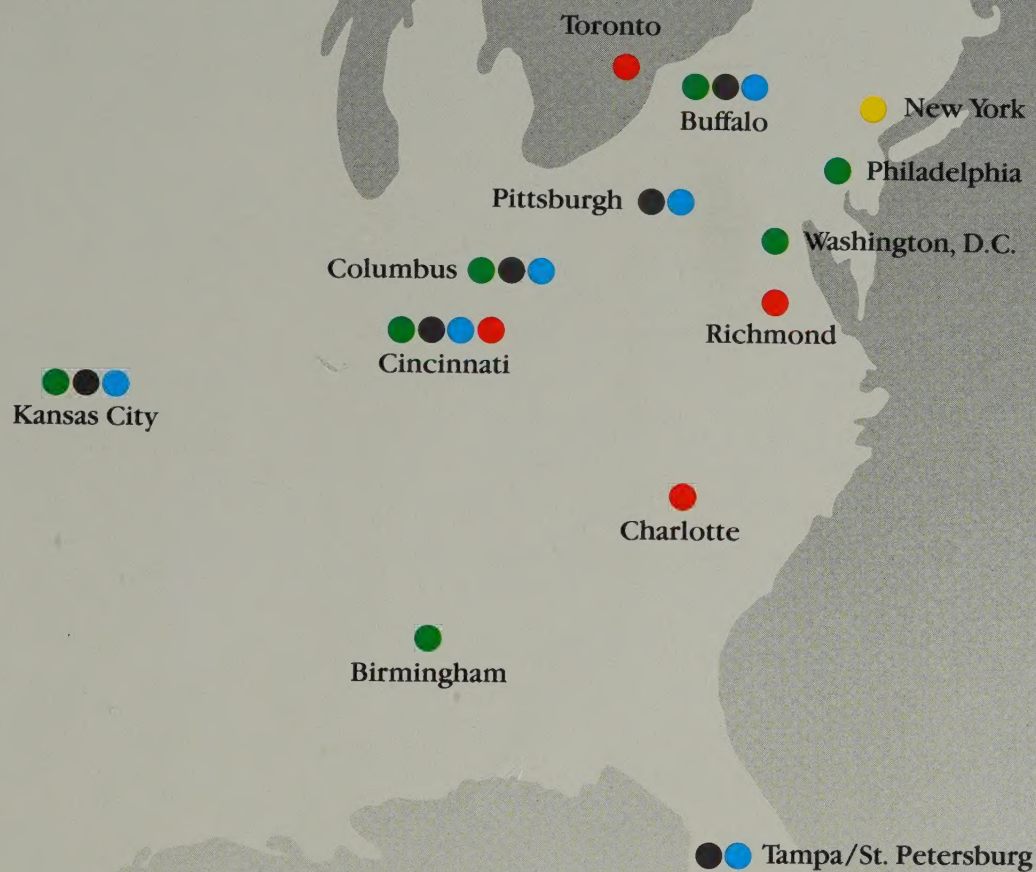 Toronto
Buffalo
New York
Philadelphia
Pittsburgh
Washington, D.C.
Columbus
Richmond
Cincinnati
Kansas City
Charlotte
Birmingham
Tampa/St. Petersburg